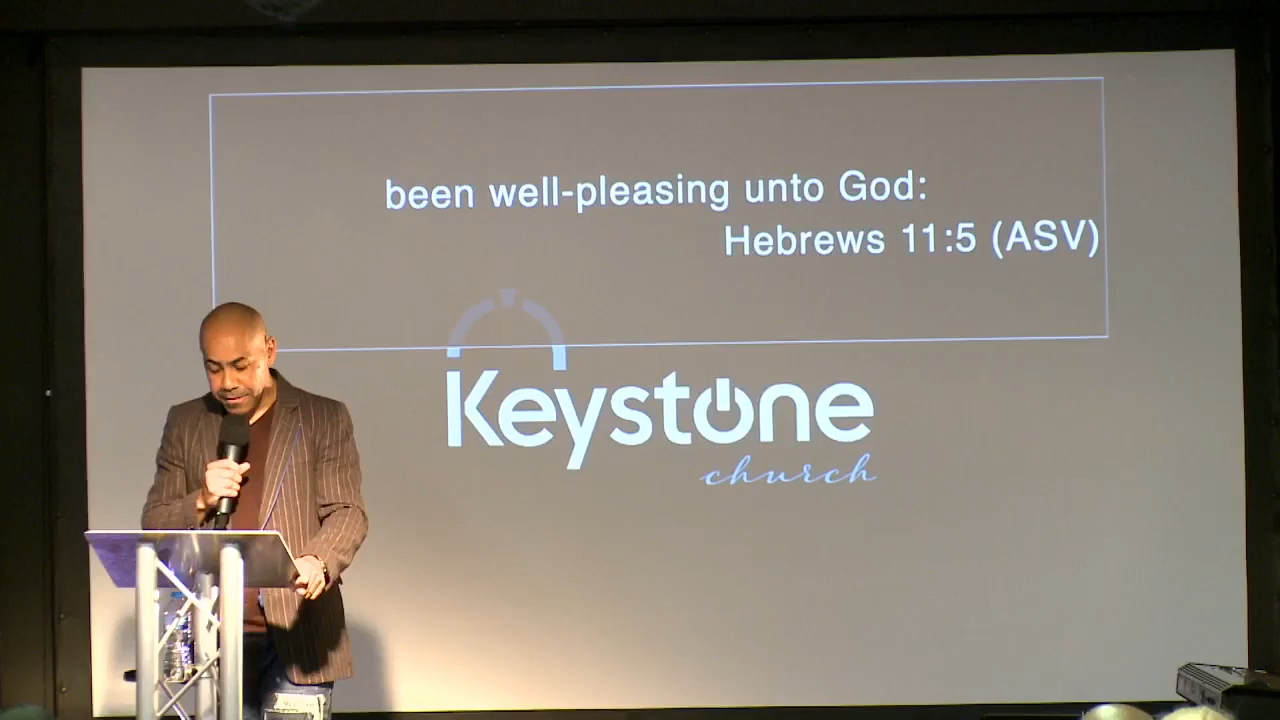 been well-pleasing unto God:
Hebrews 11:5 (ASV)
Keystone
church